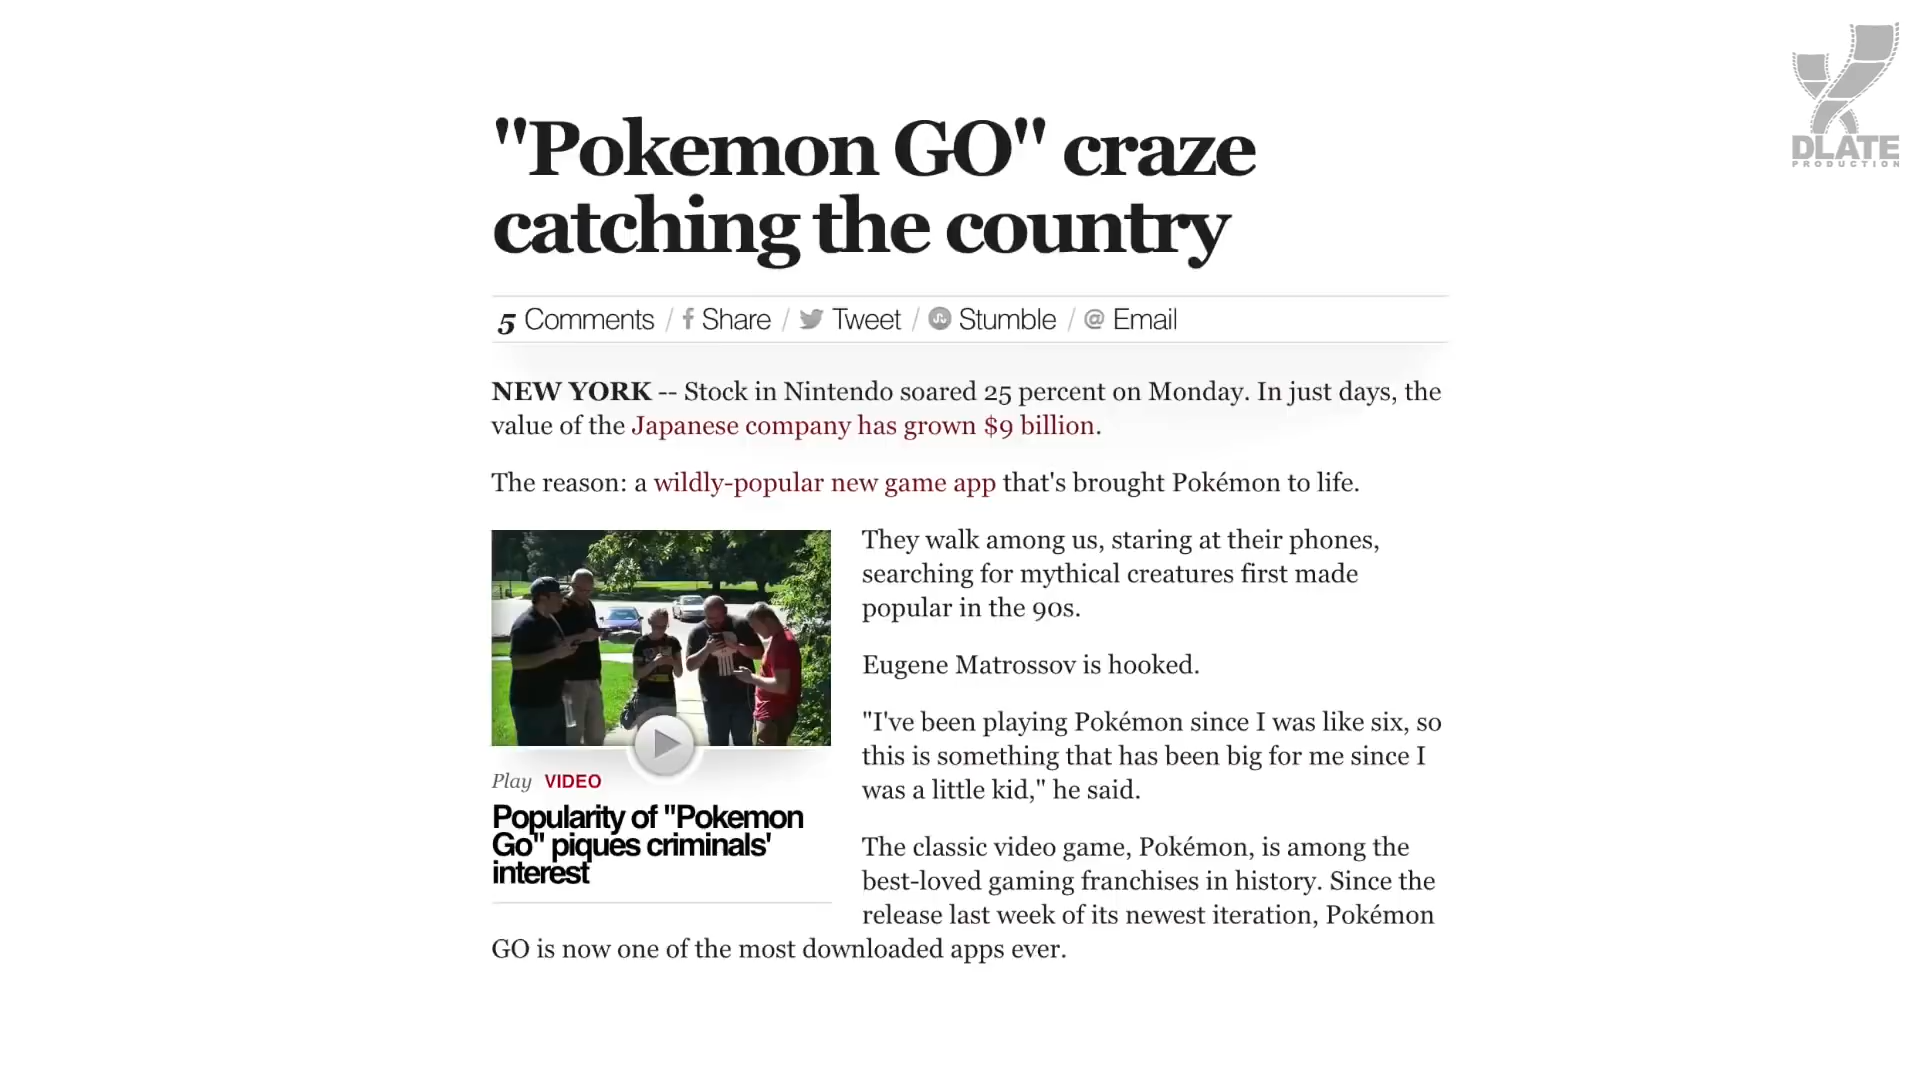 DLATE
PRODUCTION
"Pokemon GO" craze
catching the country
5 Comments / Share / Tweet / Stumble / @ Email
NEW YORK -- Stock in Nintendo soared 25 percent on Monday. In just days, the
value of the Japanese company has grown $9 billion.
The reason: a wildly-popular new game app that's brought Pokémon to life.
They walk among us, staring at their phones,
searching for mythical creatures first made
popular in the 90s.
Eugene Matrossov is hooked.
"I've been playing Pokémon since I was like six, so
this is something that has been big for me since I
was a little kid," he said.
Play VIDEO
Popularity of "Pokemon
Go" piques criminals'
interest
The classic video game, Pokémon, is among the
best-loved gaming franchises in history. Since the
release last week of its newest iteration, Pokémon
GO is now one of the most downloaded apps ever.